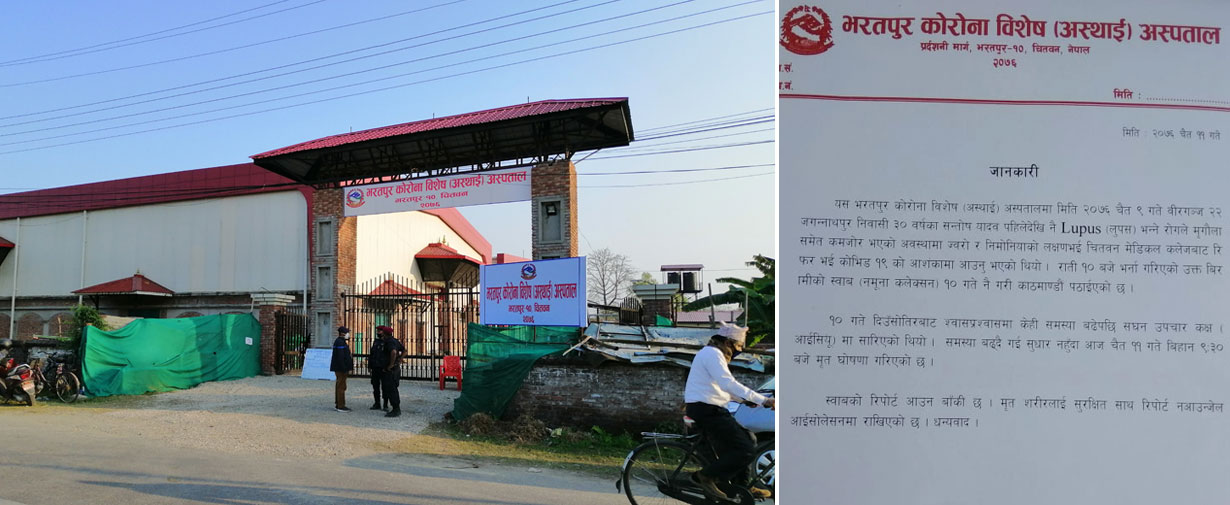 भरतपुर कोरोना विशेष (अस्थाई) अस्पताल
भरतपुर १० चितवन
२०७६
भरतपुर कोरोना विशेष (अस्थाई) अस्पताल
भरतपुर १० चितवन
भरतपुर कोरोना विशेष (अस्थाई) अस्पताल
प्रर्दशनी मार्ग, भरतपुर-१०, चितवन, नेपाल
२०७६
.सं.
.नं.
मिति : ......................
मिति : २०७६ चैत ११ गते
जानकारी
यस भरतपुर कोरोना विशेष (अस्थाई) अस्पतालमा मिति २०७६ चैत ९ गते वीरगञ्ज २२
जगन्नाथपुर निवासी ३० वर्षका सन्तोष यादव पहिलेदेखि नै Lupus (लुपस) भन्ने रोगले मृगौला
समेत कमजोर भएको अवस्थामा ज्वरो र निमोनियाको लक्षणभई चितवन मेडिकल कलेजबाट रि
फर भई कोभिड १९ को आशंकामा आउनु भएको थियो । राती १० बजे भर्ना गरिएको उक्त बिर
ामीको स्वाब (नमूना कलेक्सन) १० गते नै गरी काठमाण्डौ पठाईएको छ ।
१० गते दिउँसोतिरबाट श्वासप्रश्वासमा केही समस्या बढेपछि सघन उपचार कक्ष (
आईसियू) मा सारिएको थियो । समस्या बढ्दै गई सुधार नहुँदा आज चैत ११ गते बिहान ९.३०
बजे मृत घोषणा गरिएको छ ।
स्वाबको रिपोर्ट आउन बाँकी छ । मृत शरीरलाई सुरक्षित साथ रिपोर्ट नआउन्जेल
आईसोलेसनमा राखिएको छ । धन्यवाद ।